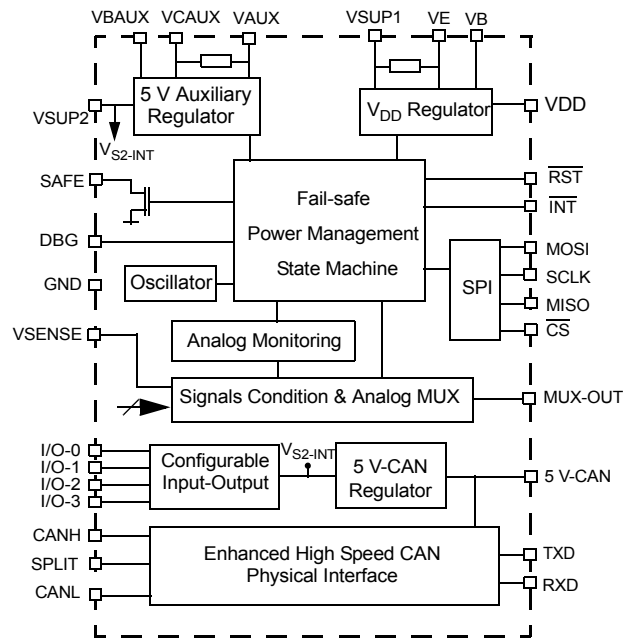 VBAUX VCAUX VAUX
VSUP1 VE VB
5 V Auxiliary
Regulator
VDD Regulator
VSUP2
VDD
VS2-INT
SAFE
RST
INT
Fail-safe
Power Management
State Machine
DBG
MOSI
SCLK
MISO
CS
SPI
GND
Oscillator
VSENSE
Analog Monitoring
Signals Condition & Analog MUX
MUX-OUT
I/O-0
I/O-1
I/O-2
I/O-3
Configurable
Input-Output
VS2-INT
5 V-CAN
Regulator
5 V-CAN
CANH
SPLIT
CANL
Enhanced High Speed CAN
Physical Interface
TXD
RXD